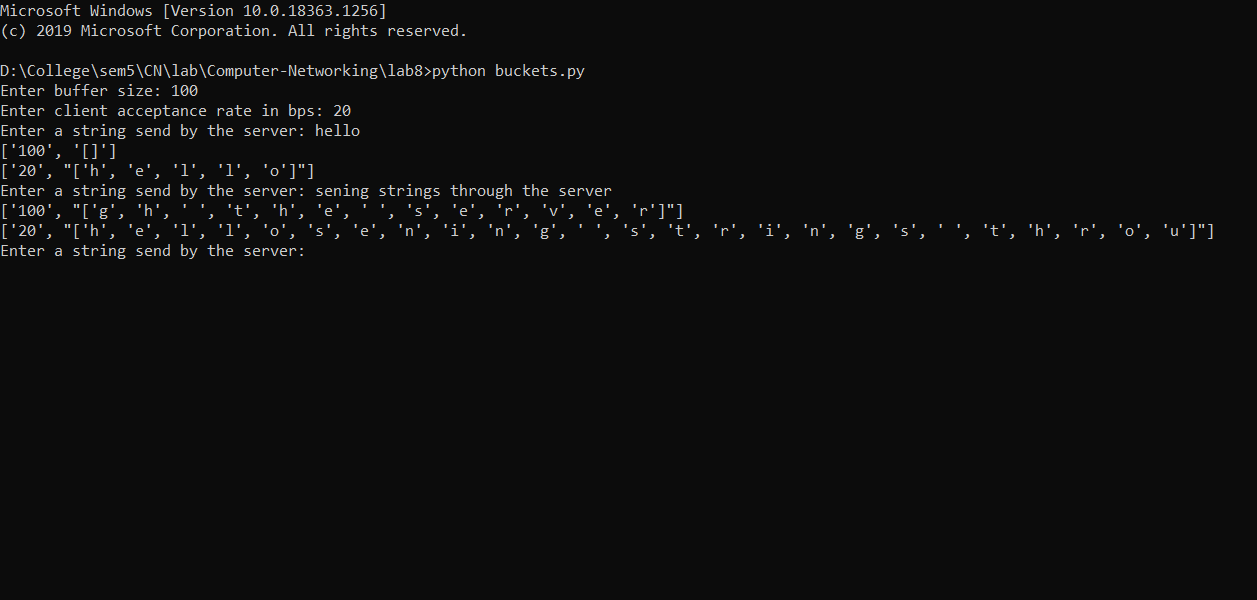 Microsoft Windows [Version 10.0.18363.1256]
(c) 2019 Microsoft Corporation. All rights reserved.
D:\College\sem5\CN\lab\Computer-Networking\lab8>python buckets.py
Enter buffer size: 100
Enter client acceptance rate in bps: 20
Enter a string send by the server: hello
['100', '[]']
['20', "['h', 'e', 'l', 'l', 'o']"]
Enter a string send by the server: sening strings through the server
['100', "['g', 'h', ' ', 't', 'h', 'e', ' ', 's', 'e', 'r', 'v', 'e', 'r']"]
['20', "['h', 'e', 'l', 'l', 'o', 's', 'e', 'n', 'i', 'n', 'g', ' ', 's', 't', 'r', 'i', 'n', 'g', 's', ' ', 't', 'h', 'r', 'o', 'u']"]
Enter a string send by the server: